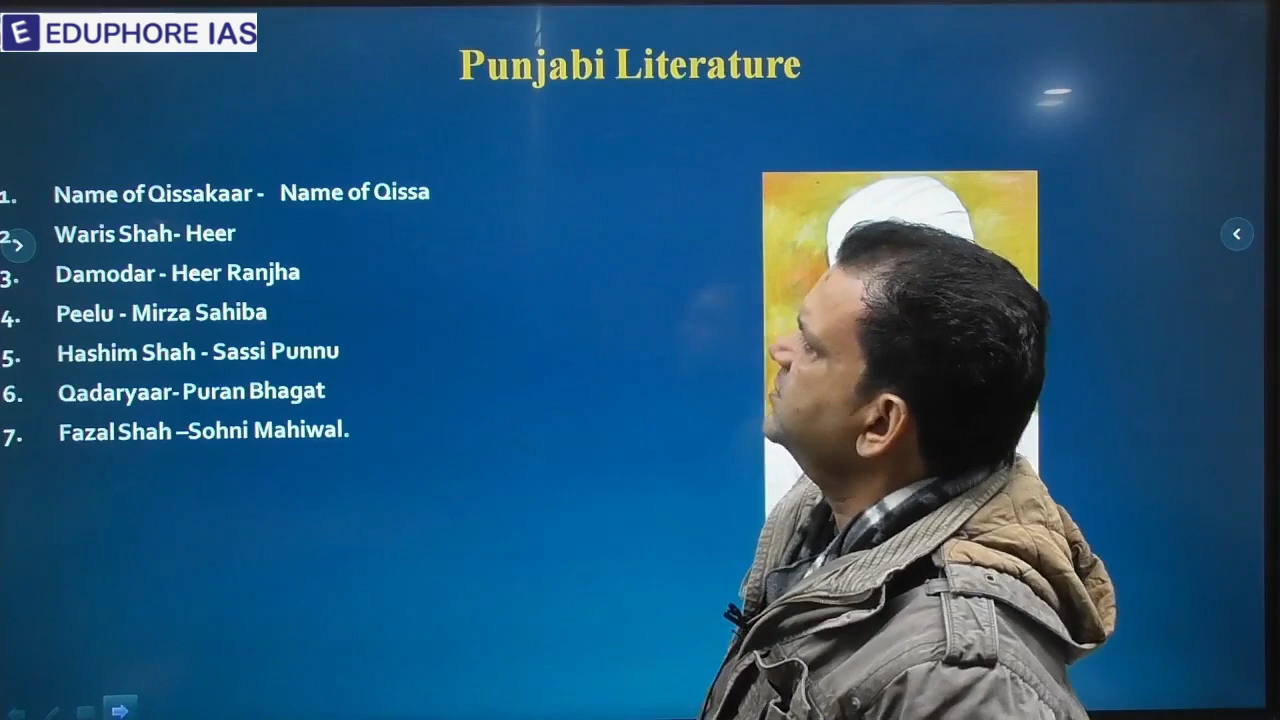 E EDUPHORE IAS
Punjabi Literature
1. Name of Qissakaar - Name of Qissa
2. Waris Shah- Heer
3. Damodar - Heer Ranjha
4. Peelu - Mirza Sahiba
5. Hashim Shah - Sassi Punnu
6. Qadaryaar- Puran Bhagat
7. Fazal Shah –Sohni Mahiwal.